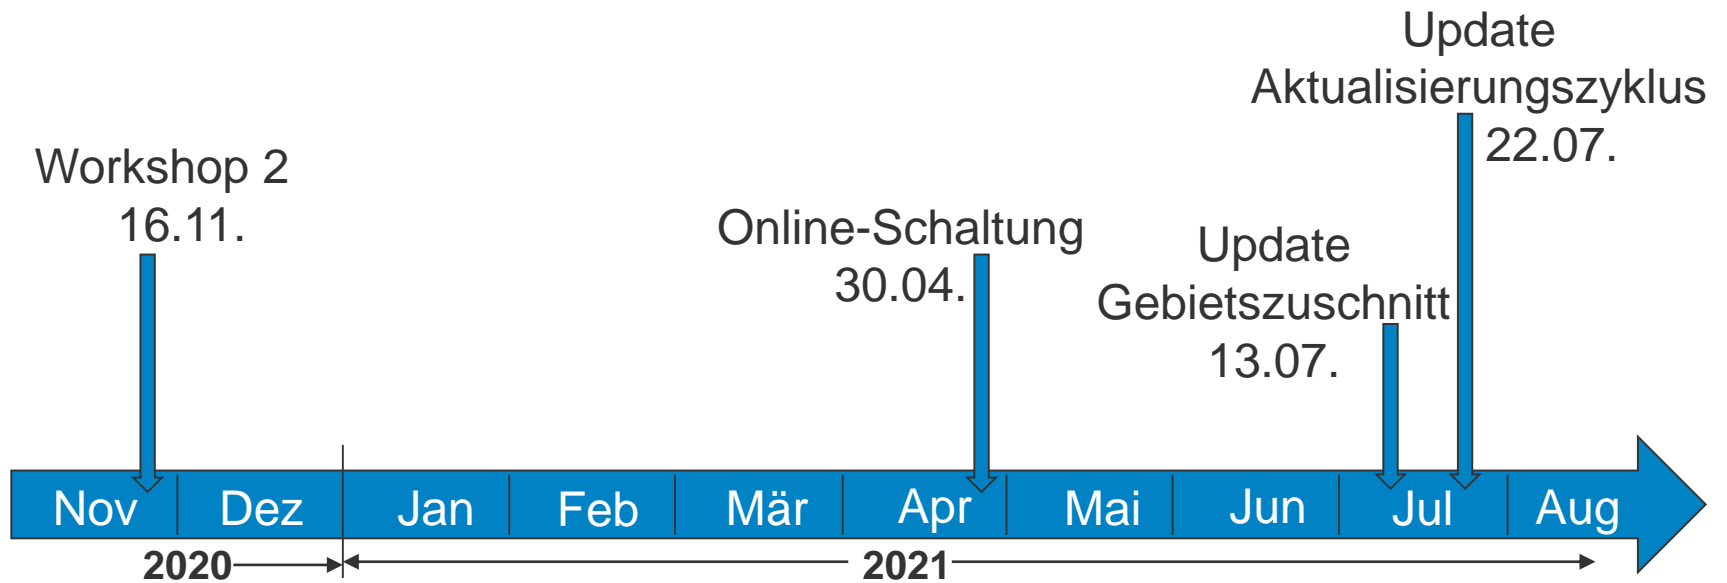 Workshop 2
16.11.
Online-Schaltung
30.04.
Update
Gebietszuschnitt
13.07.
Update
Aktualisierungszyklus
22.07.
Nov
Dez
Jan
Feb
Mär
Apr
Mai
Jun
Jul
Aug
2020
2021